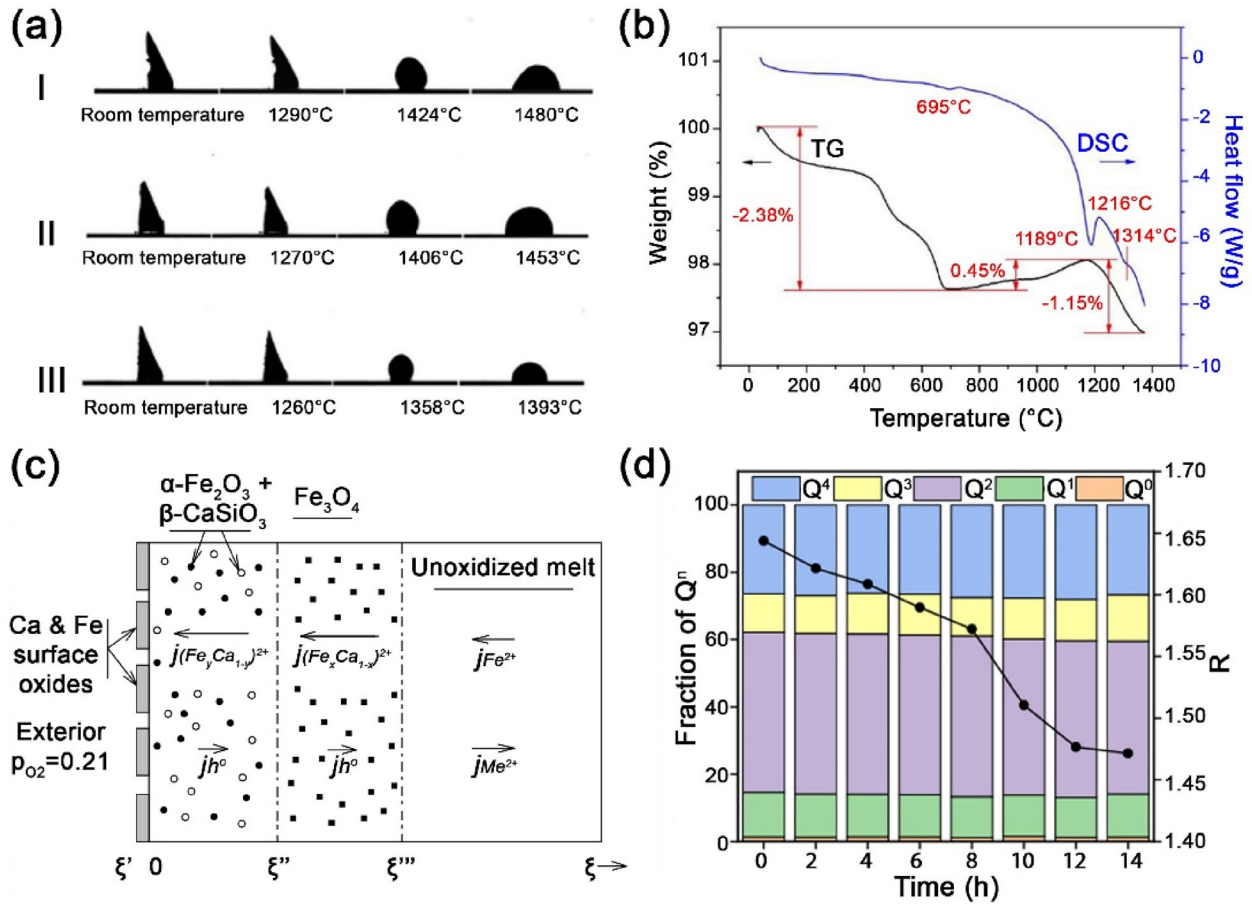 (a)
I
Room temperature 1290°C 1424°C 1480°C
II
Room temperature 1270°C 1406°C 1453°C
III
Room temperature 1260°C 1358°C 1393°C
(b)
101
100
99
98
97
Weight (%)
0
-2
-4
-6
-8
-10
Heat flow (W/g)
695°C
TG
DSC
-2.38%
1216°C
1189°C
1314°C
0.45%
-1.15%
0 200 400 600 800 1000 1200 1400
Temperature (°C)
(c)
α-Fe₂O₃ +
β-CaSiO₃
Fe₃O₄
Unoxidized melt
Ca & Fe
surface
oxides
Exterior
pO₂=0.21
j(FeyCa1-y)²⁺
j(FexCa1-x)²⁺
jFe²⁺
jh°
jh°
jMe²⁺
ξ' 0 ξ'' ξ''' ξ
(d)
Q⁴ Q³ Q² Q¹ Q⁰
100
80
60
40
20
0
Fraction of Qⁿ
1.70
1.65
1.60
1.55
1.50
1.45
1.40
R
0 2 4 6 8 10 12 14
Time (h)